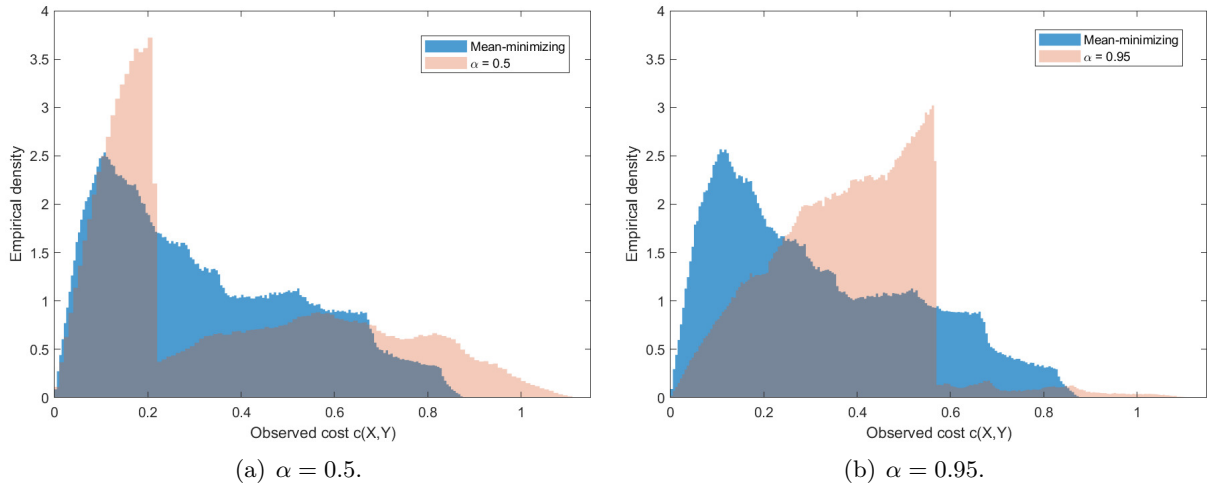 4
3.5
3
2.5
2
1.5
1
0.5
0
Empirical density
Mean-minimizing
α = 0.5
0 0.2 0.4 0.6 0.8 1
Observed cost c(X,Y)
(a) α = 0.5.
4
3.5
3
2.5
2
1.5
1
0.5
0
Empirical density
Mean-minimizing
α = 0.95
0 0.2 0.4 0.6 0.8 1
Observed cost c(X,Y)
(b) α = 0.95.